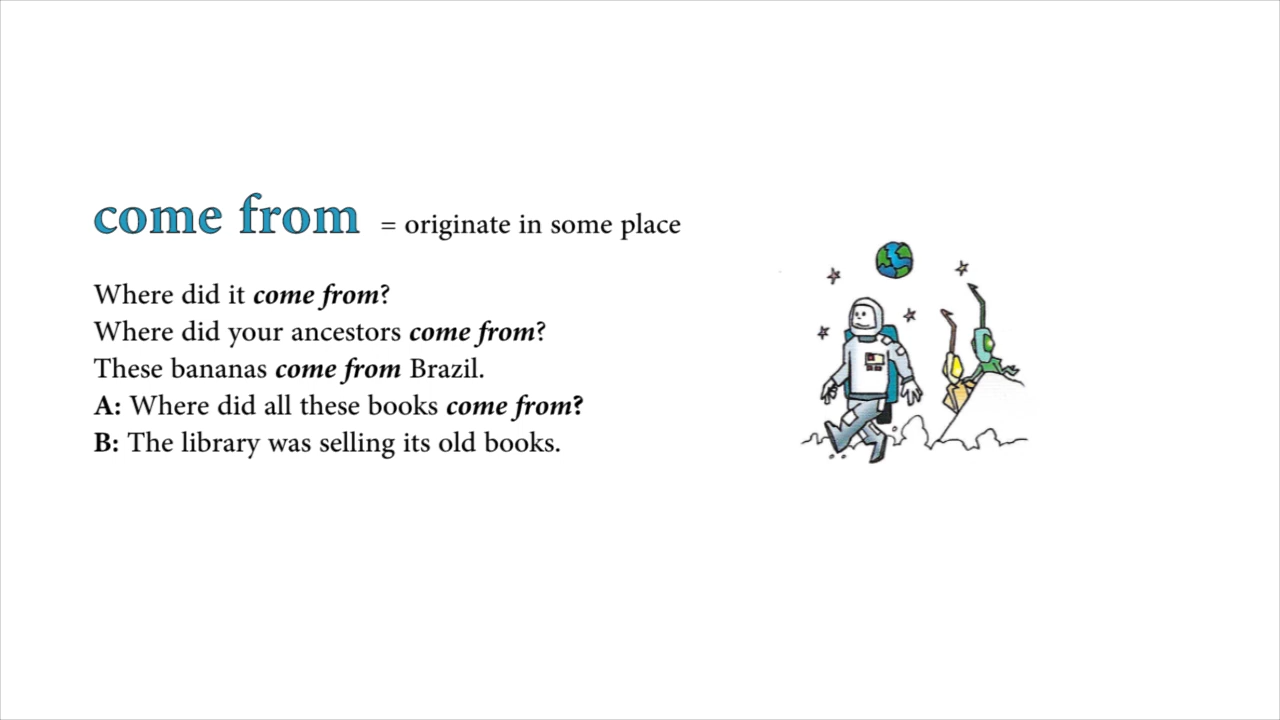 come from = originate in some place
Where did it come from?
Where did your ancestors come from?
These bananas come from Brazil.
A: Where did all these books come from?
B: The library was selling its old books.